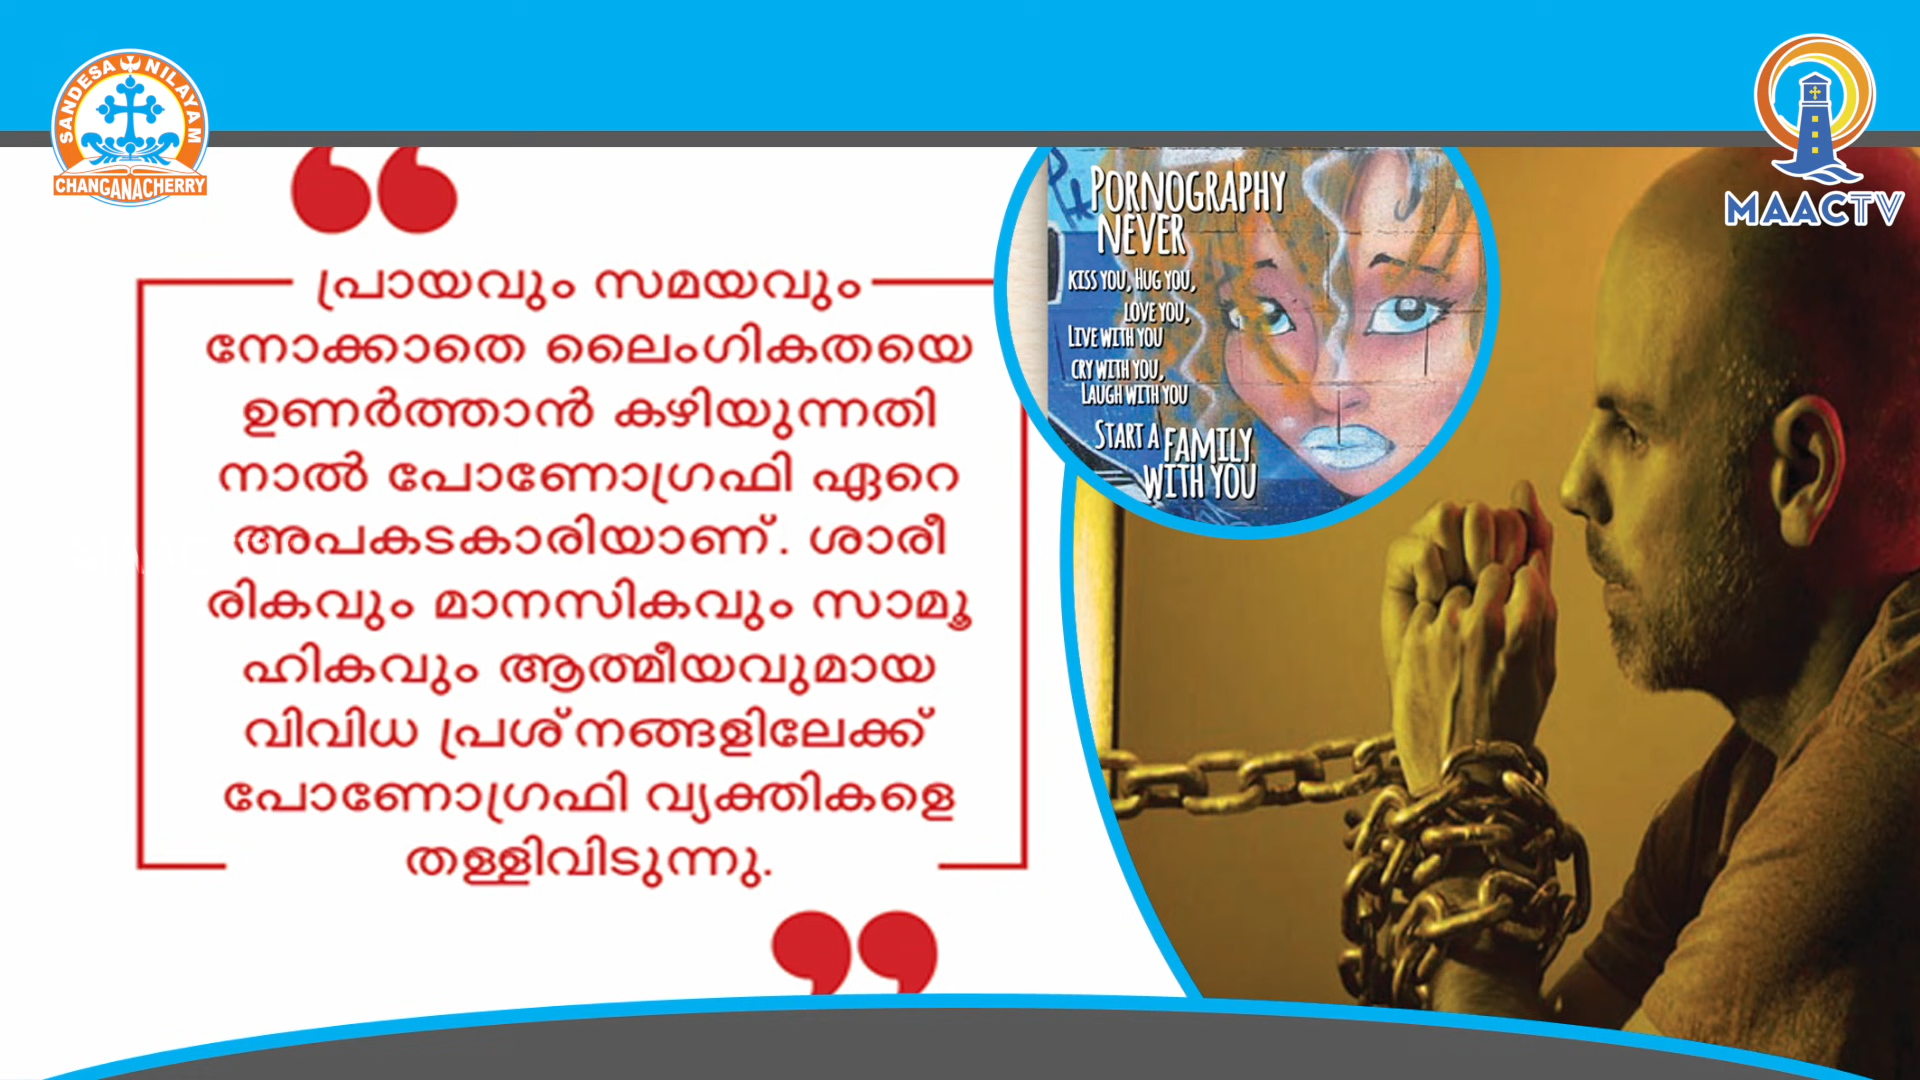 SANDESA NILAYAM
CHANGANACHERRY
MAACTV
പ്രായവും സമയവും
നോക്കാതെ ലൈംഗികതയെ
ഉണർത്താൻ കഴിയുന്നതി
നാൽ പോണോഗ്രഫി ഏറെ
അപകടകാരിയാണ്. ശാരീ
രികവും മാനസികവും സാമൂ
ഹികവും ആത്മീയവുമായ
വിവിധ പ്രശ്നങ്ങളിലേക്ക്
പോണോഗ്രഫി വ്യക്തികളെ
തള്ളിവിടുന്നു.
PORNOGRAPHY
NEVER
KISS YOU, HUG YOU,
LOVE YOU,
LIVE WITH YOU
CRY WITH YOU,
LAUGH WITH YOU
START A FAMILY
WITH YOU